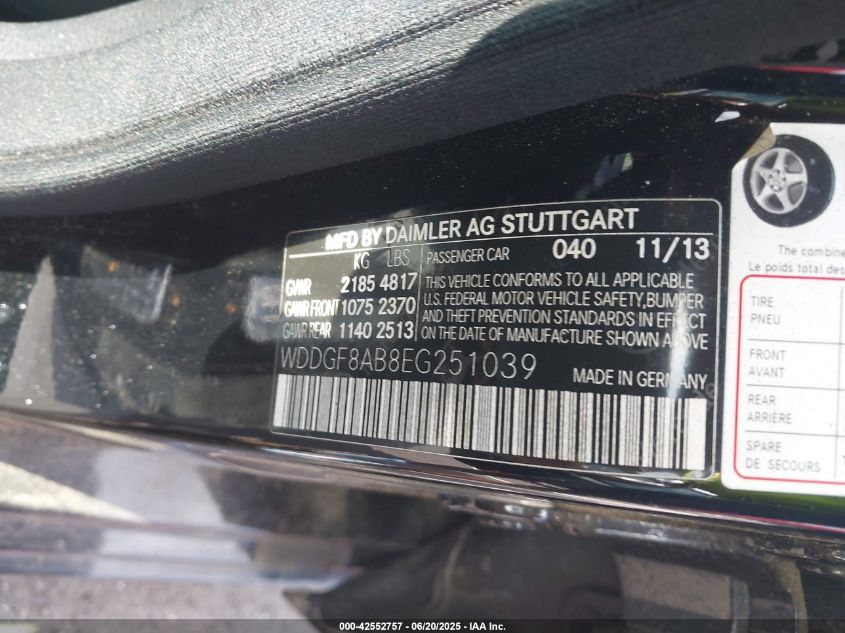 MFD BY DAIMLER AG STUTTGART
KG LBS PASSENGER CAR 040 11/13
GVWR 2185 4817
GAWR FRONT 1075 2370
GAWR REAR 1140 2513
THIS VEHICLE CONFORMS TO ALL APPLICABLE
U.S. FEDERAL MOTOR VEHICLE SAFETY,BUMPER
AND THEFT PREVENTION STANDARDS IN EFFECT
ON THE DATE OF MANUFACTURE SHOWN ABOVE
WDDGF8AB8EG251039
MADE IN GERMANY
The combine
Le poids total des
TIRE
PNEU
FRONT
AVANT
REAR
ARRIÈRE
SPARE
DE SECOURS
000-42552757 - 06/20/2025 - IAA Inc.